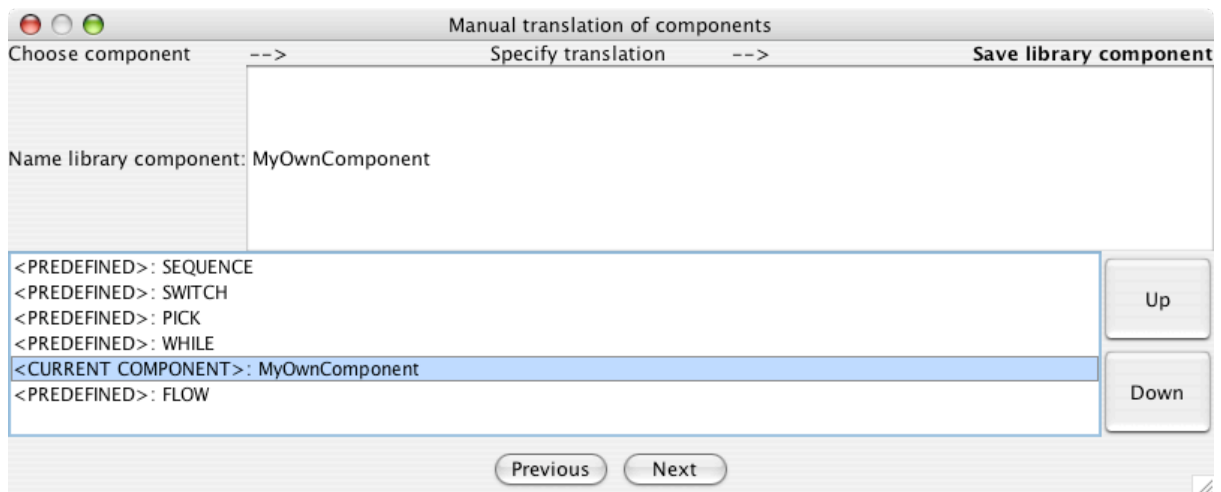 Manual translation of components
Choose component --> Specify translation --> Save library component
Name library component: MyOwnComponent
<PREDEFINED>: SEQUENCE
<PREDEFINED>: SWITCH
<PREDEFINED>: PICK
<PREDEFINED>: WHILE
<CURRENT COMPONENT>: MyOwnComponent
<PREDEFINED>: FLOW
Up
Down
Previous Next